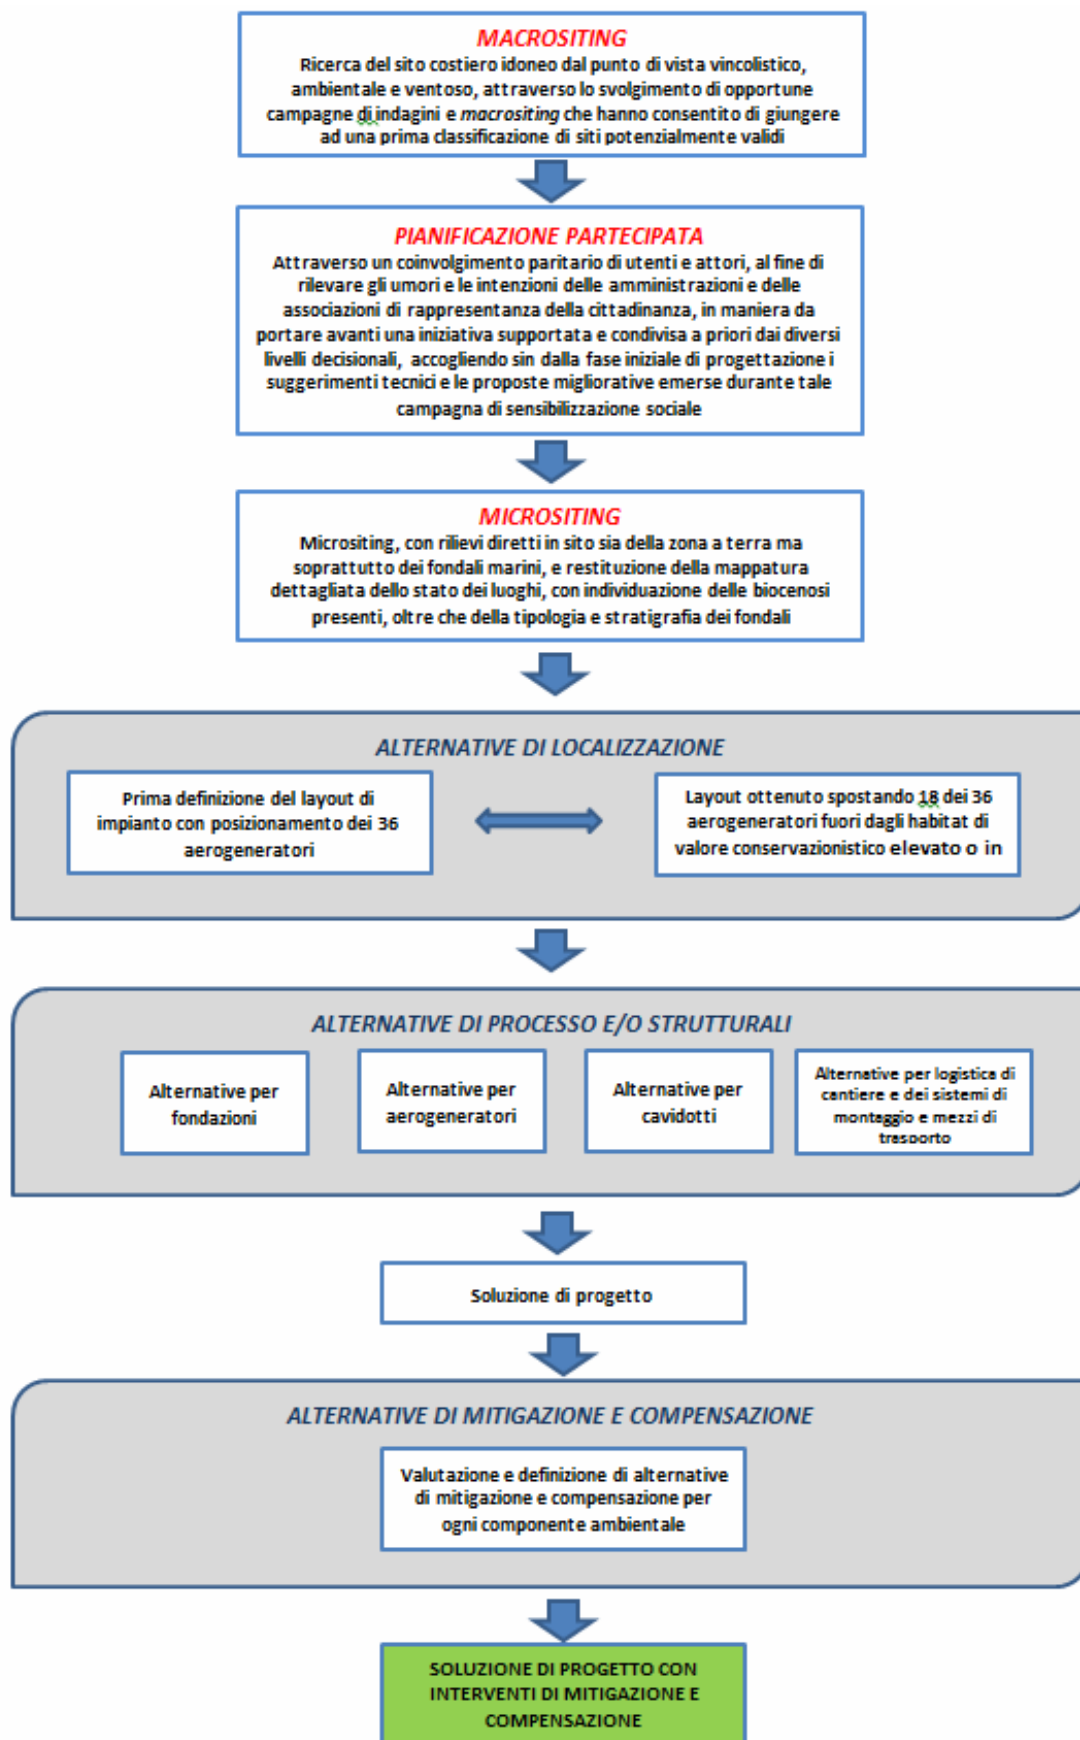 MACROSITING
Ricerca del sito costiero idoneo dal punto di vista vincolistico,
ambientale e ventoso, attraverso lo svolgimento di opportune
campagne di indagini e macrositing che hanno consentito di giungere
ad una prima classificazione di siti potenzialmente validi
PIANIFICAZIONE PARTECIPATA
Attraverso un coinvolgimento paritario di utenti e attori, al fine di
rilevare gli umori e le intenzioni delle amministrazioni e delle
associazioni di rappresentanza della cittadinanza, in maniera da
portare avanti una iniziativa supportata e condivisa a priori dai diversi
livelli decisionali, accogliendo sin dalla fase iniziale di progettazione i
suggerimenti tecnici e le proposte migliorative emerse durante tale
campagna di sensibilizzazione sociale
MICROSITING
Micrositing, con rilievi diretti in sito sia della zona a terra ma
soprattutto dei fondali marini, e restituzione della mappatura
dettagliata dello stato dei luoghi, con individuazione delle biocenosi
presenti, oltre che della tipologia e stratigrafia dei fondali
ALTERNATIVE DI LOCALIZZAZIONE
Prima definizione del layout di
impianto con posizionamento dei 36
aerogeneratori
Layout ottenuto spostando 18 dei 36
aerogeneratori fuori dagli habitat di
valore conservazionistico elevato o in
ALTERNATIVE DI PROCESSO E/O STRUTTURALI
Alternative per
fondazioni
Alternative per
aerogeneratori
Alternative per
cavidotti
Alternative per logistica di
cantiere e dei sistemi di
montaggio e mezzi di
trasporto
Soluzione di progetto
ALTERNATIVE DI MITIGAZIONE E COMPENSAZIONE
Valutazione e definizione di alternative
di mitigazione e compensazione per
ogni componente ambientale
SOLUZIONE DI PROGETTO CON
INTERVENTI DI MITIGAZIONE E
COMPENSAZIONE